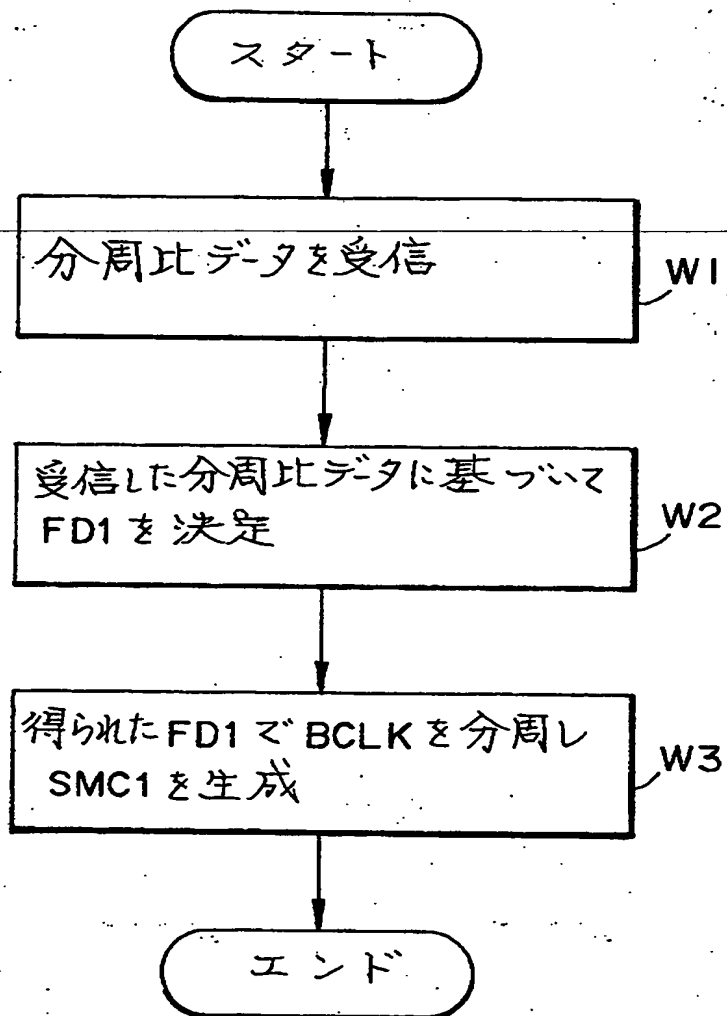 スタート
分周比データを受信
W1
受信した分周比データに基づいて
FD1を決定
W2
得られたFD1でBCLKを分周し
SMC1を生成
W3
エンド